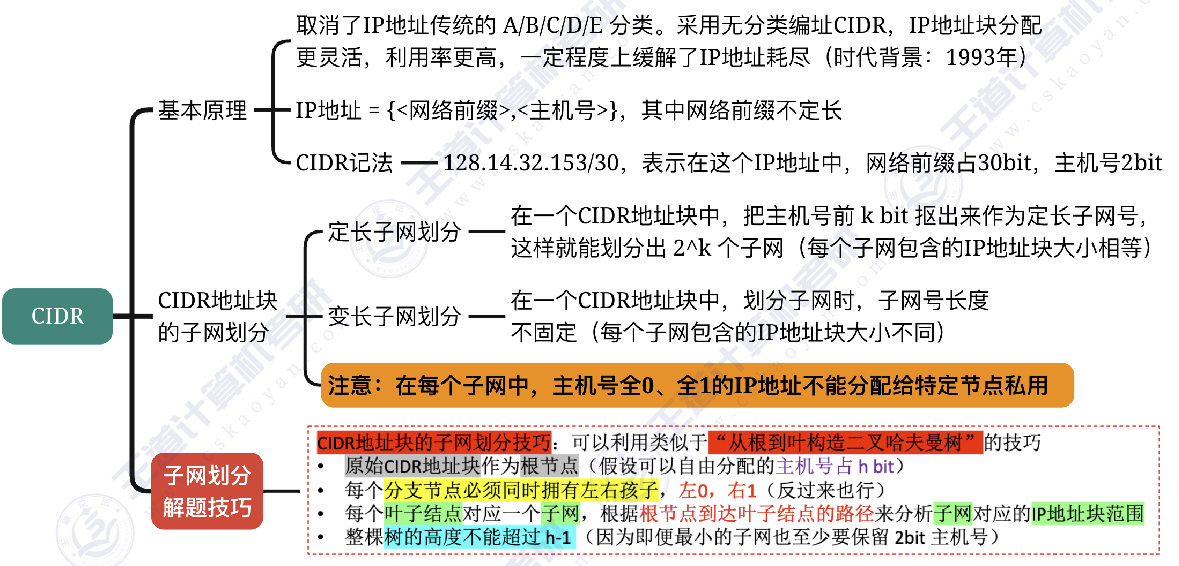 取消了IP地址传统的 A/B/C/D/E 分类。采用无分类编址CIDR，IP地址块分配
更灵活，利用率更高，一定程度上缓解了IP地址耗尽（时代背景：1993年）
基本原理
IP地址 = {<网络前缀>,<主机号>}，其中网络前缀不定长
CIDR记法
128.14.32.153/30，表示在这个IP地址中，网络前缀占30bit，主机号2bit
CIDR
CIDR地址块
的子网划分
定长子网划分
在一个CIDR地址块中，把主机号前 k bit 抠出来作为定长子网号，
这样就能划分出 2^k 个子网（每个子网包含的IP地址块大小相等）
变长子网划分
在一个CIDR地址块中，划分子网时，子网号长度
不固定（每个子网包含的IP地址块大小不同）
注意：在每个子网中，主机号全0、全1的IP地址不能分配给特定节点私用
子网划分
解题技巧
CIDR地址块的子网划分技巧：可以利用类似于“从根到叶构造二叉哈夫曼树”的技巧
• 原始CIDR地址块作为根节点（假设可以自由分配的主机号占 h bit）
• 每个分支节点必须同时拥有左右孩子，左0，右1（反过来也行）
• 每个叶子结点对应一个子网，根据根节点到达叶子结点的路径来分析子网对应的IP地址块范围
• 整棵树的高度不能超过 h-1（因为即便最小的子网也至少要保留 2bit 主机号）
王道计算机考研
www.cskaoyan.com